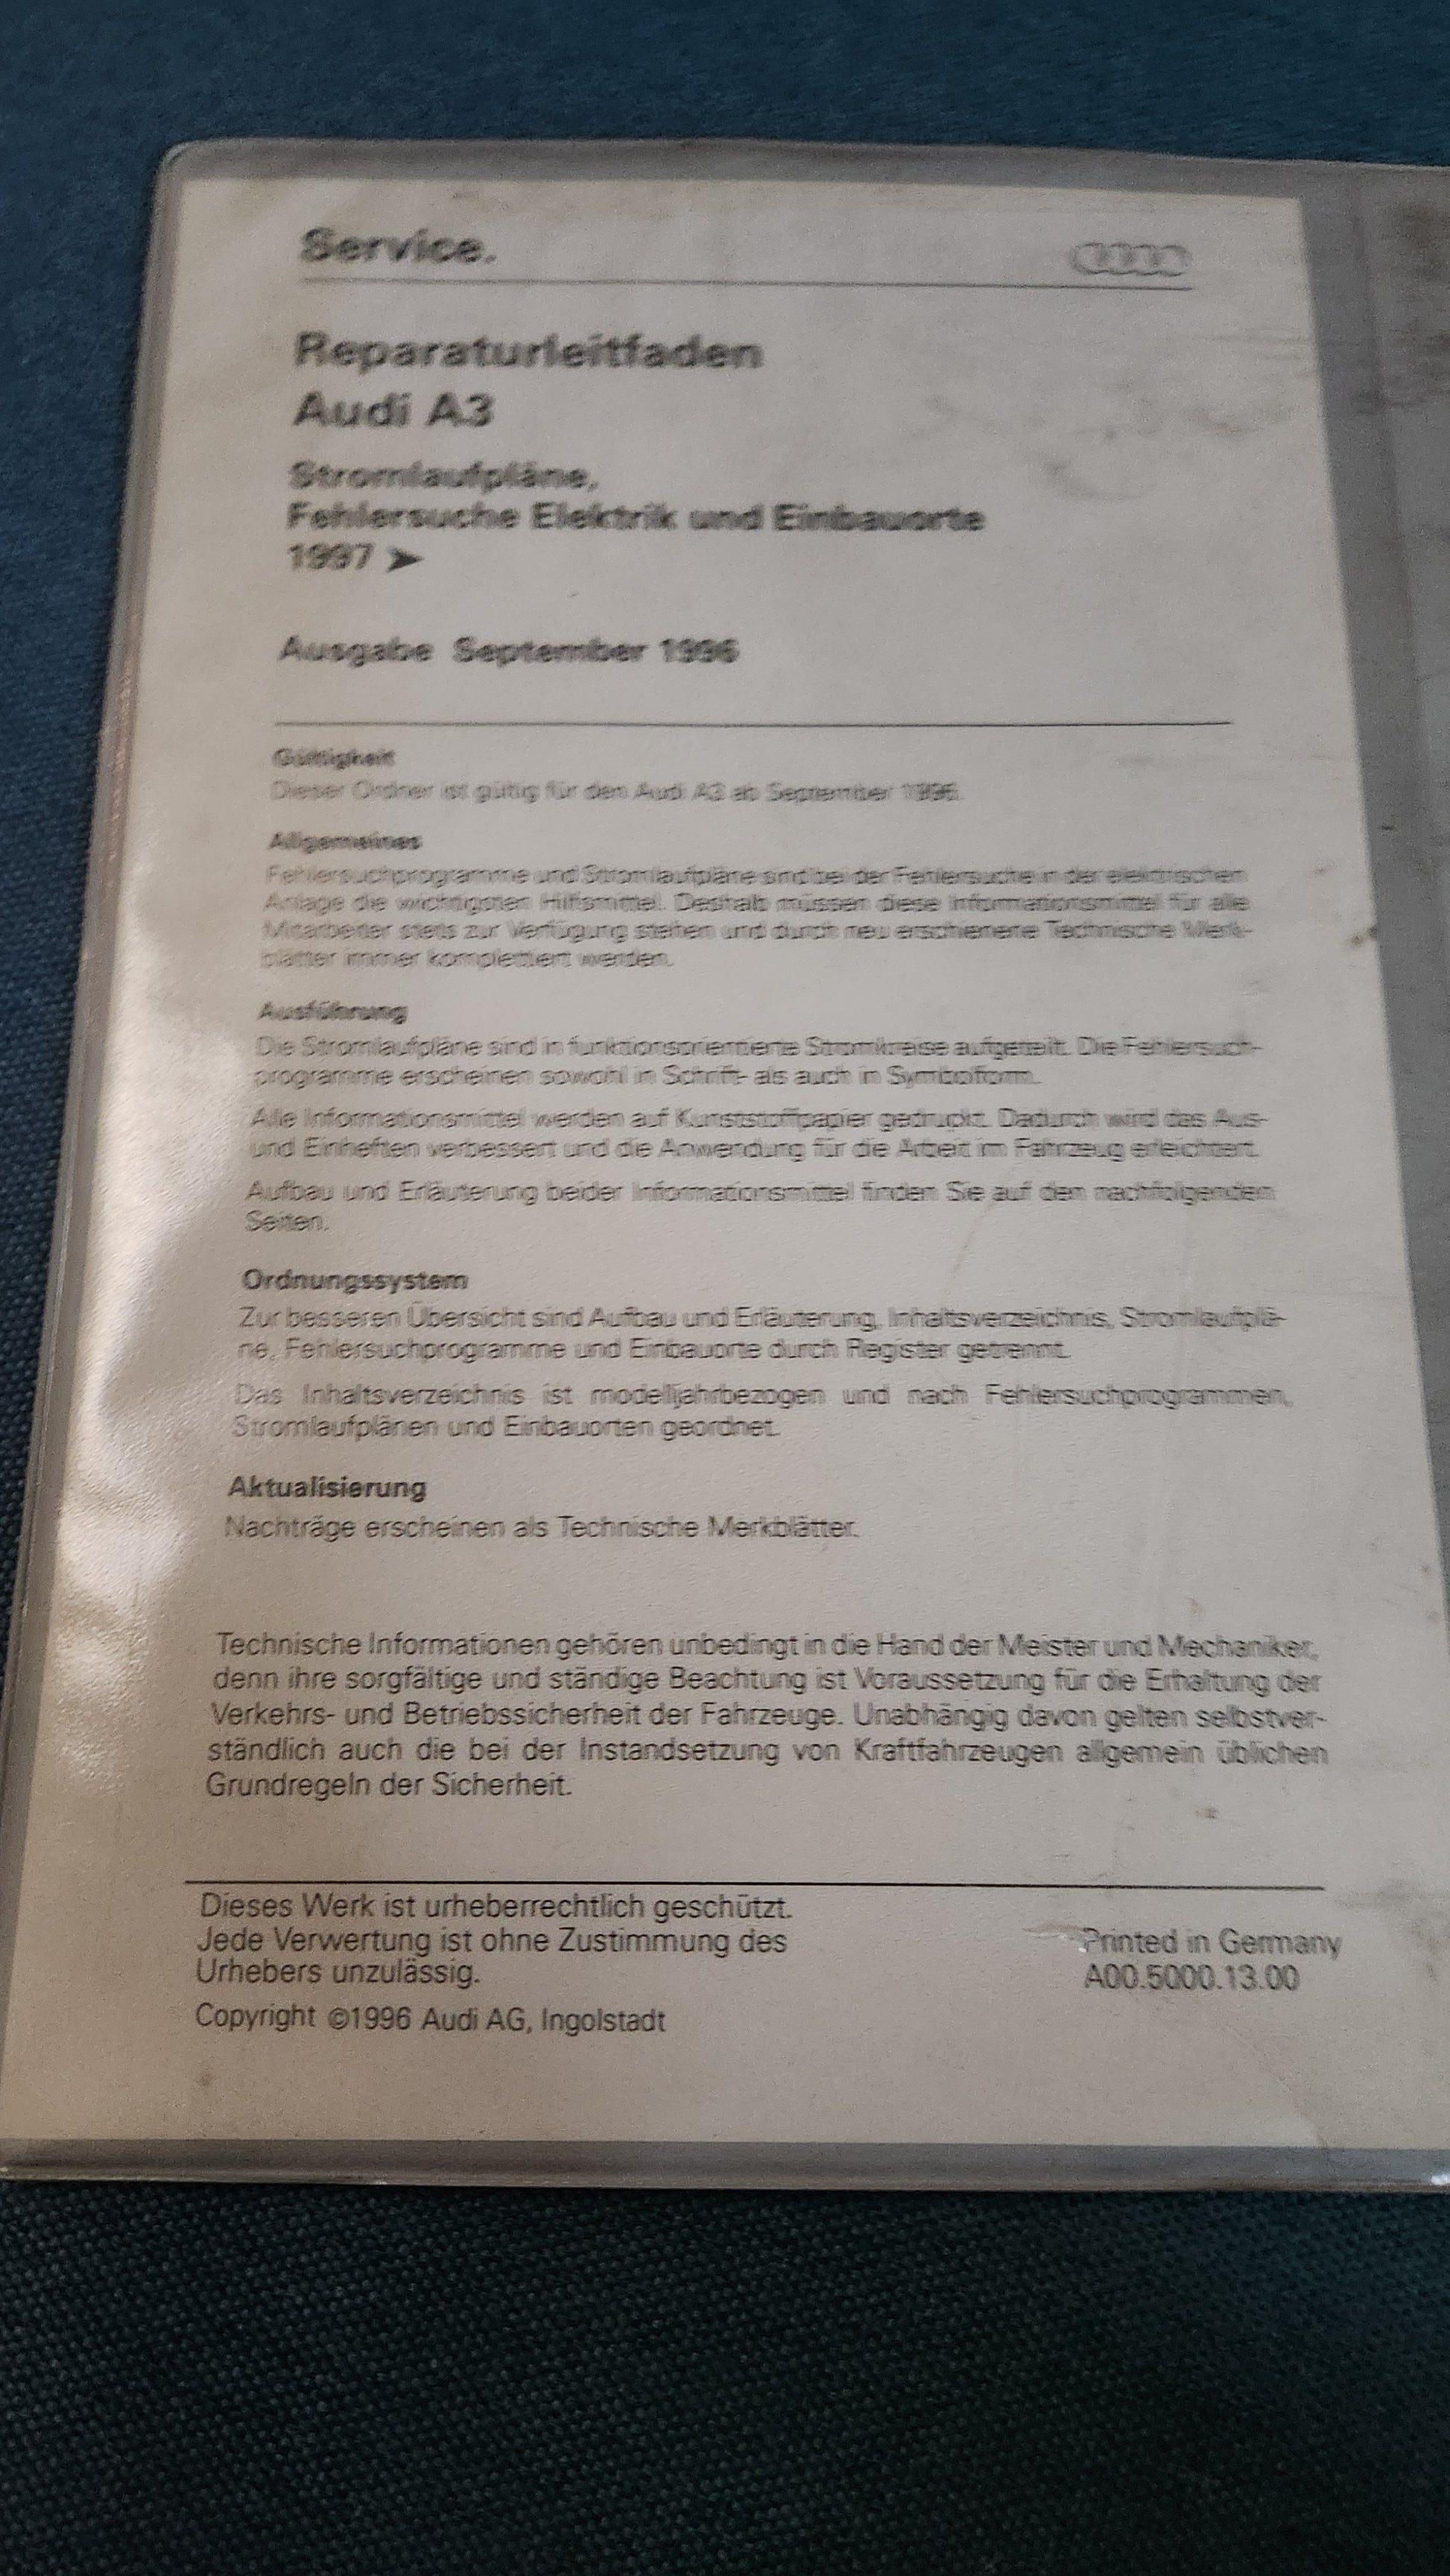 Service.
Reparaturleitfaden
Audi A3
Stromlaufpläne,
Fehlersuche Elektrik und Einbauorte
1997 ➤
Ausgabe September 1996
Gültigkeit
Dieser Ordner ist gültig für den Audi A3 ab September 1996.
Allgemeines
Fehlersuchprogramme und Stromlaufpläne sind bei der Fehlersuche in der elektrischen
Anlage die wichtigsten Hilfsmittel. Deshalb müssen diese Informationsmittel für alle
Mitarbeiter stets zur Verfügung stehen und durch neu erschienene Technische Merk-
blätter immer komplettiert werden.
Ausführung
Die Stromlaufpläne sind in funktionsorientierte Stromkreise aufgeteilt. Die Fehlersuch-
programme erscheinen sowohl in Schrift- als auch in Symbolform.
Alle Informationsmittel werden auf Kunststoffpapier gedruckt. Dadurch wird das Aus-
und Einheften verbessert und die Anwendung für die Arbeit im Fahrzeug erleichtert.
Aufbau und Erläuterung beider Informationsmittel finden Sie auf den nachfolgenden
Seiten.
Ordnungssystem
Zur besseren Übersicht sind Aufbau und Erläuterung, Inhaltsverzeichnis, Stromlaufplä-
ne, Fehlersuchprogramme und Einbauorte durch Register getrennt.
Das Inhaltsverzeichnis ist modelljahrbezogen und nach Fehlersuchprogrammen,
Stromlaufplänen und Einbauorten geordnet.
Aktualisierung
Nachträge erscheinen als Technische Merkblätter.
Technische Informationen gehören unbedingt in die Hand der Meister und Mechaniker,
denn ihre sorgfältige und ständige Beachtung ist Voraussetzung für die Erhaltung der
Verkehrs- und Betriebssicherheit der Fahrzeuge. Unabhängig davon gelten selbstver-
ständlich auch die bei der Instandsetzung von Kraftfahrzeugen allgemein üblichen
Grundregeln der Sicherheit.
Dieses Werk ist urheberrechtlich geschützt.
Jede Verwertung ist ohne Zustimmung des
Urhebers unzulässig.
Copyright ©1996 Audi AG, Ingolstadt
Printed in Germany
A00.5000.13.00